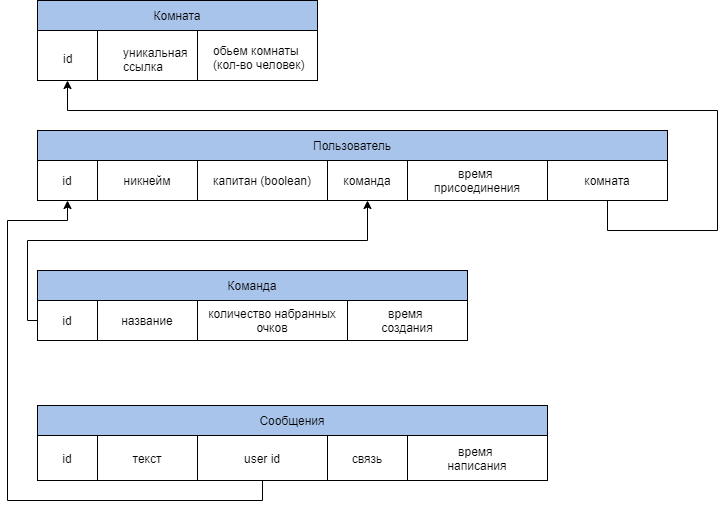 Комната
id
уникальная
ссылка
обьем комнаты
(кол-во человек)
Пользователь
id
никнейм
капитан (boolean)
команда
время
присоединения
комната
Команда
id
название
количество набранных
очков
время
создания
Сообщения
id
текст
user id
связь
время
написания